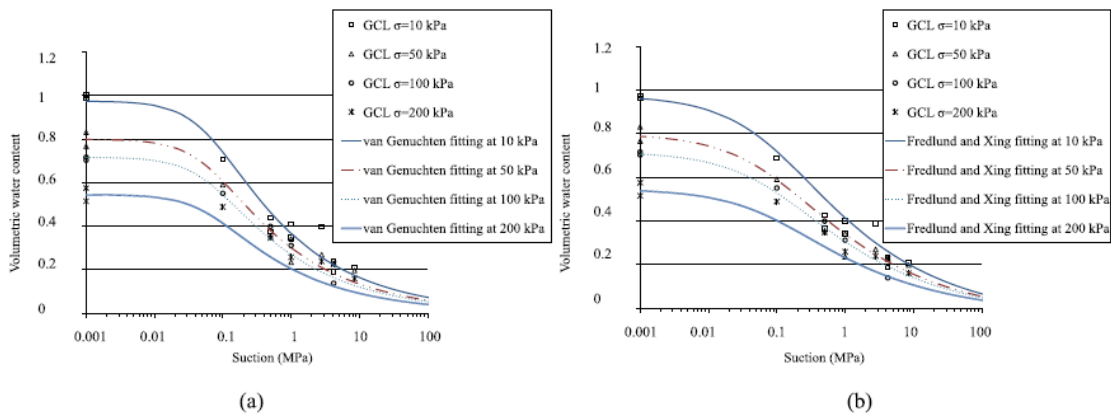 GCL σ=10 kPa
GCL σ=50 kPa
GCL σ=100 kPa
GCL σ=200 kPa
van Genuchten fitting at 10 kPa
van Genuchten fitting at 50 kPa
van Genuchten fitting at 100 kPa
van Genuchten fitting at 200 kPa
Volumetric water content
1.2
1
0.8
0.6
0.4
0.2
0
0.001 0.01 0.1 1 10 100
Suction (MPa)
(a)
GCL σ=10 kPa
GCL σ=50 kPa
GCL σ=100 kPa
GCL σ=200 kPa
Fredlund and Xing fitting at 10 kPa
Fredlund and Xing fitting at 50 kPa
Fredlund and Xing fitting at 100 kPa
Fredlund and Xing fitting at 200 kPa
Volumetric water content
1.2
1
0.8
0.6
0.4
0.2
0
0.001 0.01 0.1 1 10 100
Suction (MPa)
(b)